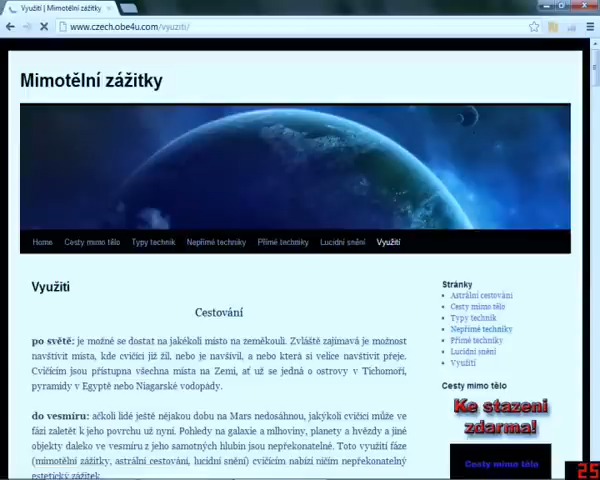 Využití | Mimotělní zážitky
www.czech.obe4u.com/vyuziti/
Mimotělní zážitky
Home Cesty mimo tělo Typy technik Nepřímé techniky Přímé techniky Lucidní snění Využití
Využití
Cestování
po světě: je možné se dostat na jakékoli místo na zeměkouli. Zvláště zajímavá je možnost
navštívit místa, kde cvičící již žil, nebo je navšívil, a nebo která si velice navštívit přeje.
Cvičícím jsou přístupna všechna místa na Zemi, ať už se jedná o ostrovy v Tichomoří,
pyramidy v Egyptě nebo Niagarské vodopády.
do vesmíru: ačkoli lidé ještě nějakou dobu na Mars nedosáhnou, jakýkoli cvičící může ve
fázi zaletět k jeho povrchu už nyní. Pohledy na galaxie a mlhoviny, planety a hvězdy a jiné
objekty daleko ve vesmíru z jeho samotných hlubin jsou nepřekonatelné. Toto využití fáze
(mimotělní zážitky, astrální cestování, lucidní snění) cvičícím nabízí ničím nepřekonatelný
estetický zážitek.
Stránky
Astrální cestování
Cesty mimo tělo
Typy technik
Nepřímé techniky
Přímé techniky
Lucidní snění
Využití
Cesty mimo tělo
Ke stazeni
zdarma!
Cesty mimo tělo
25